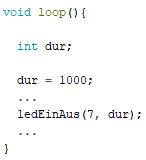 void loop(){
int dur;
dur = 1000;
...
ledEinAus(7, dur);
...
}